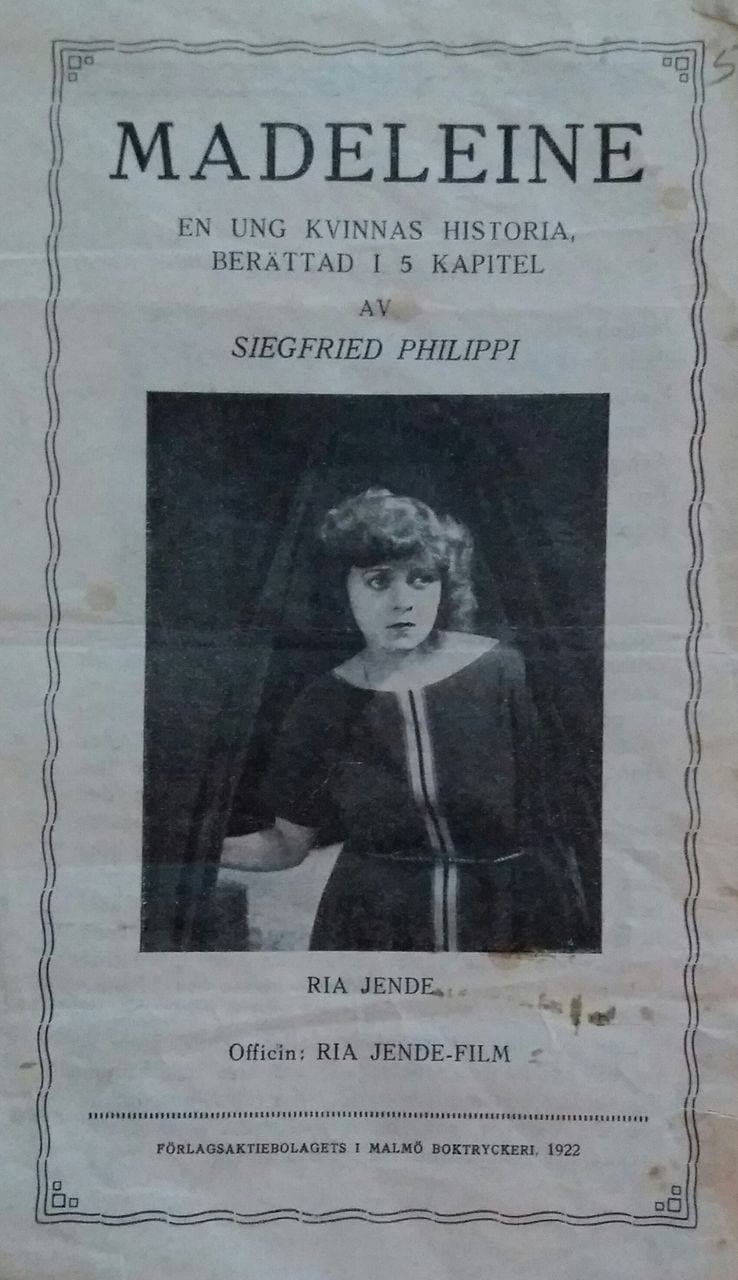 5
MADELEINE
EN UNG KVINNAS HISTORIA,
BERÄTTAD I 5 KAPITEL
AV
SIEGFRIED PHILIPPI
RIA JENDE
Officin: RIA JENDE-FILM
FÖRLAGSAKTIEBOLAGETS I MALMÖ BOKTRYCKERI, 1922